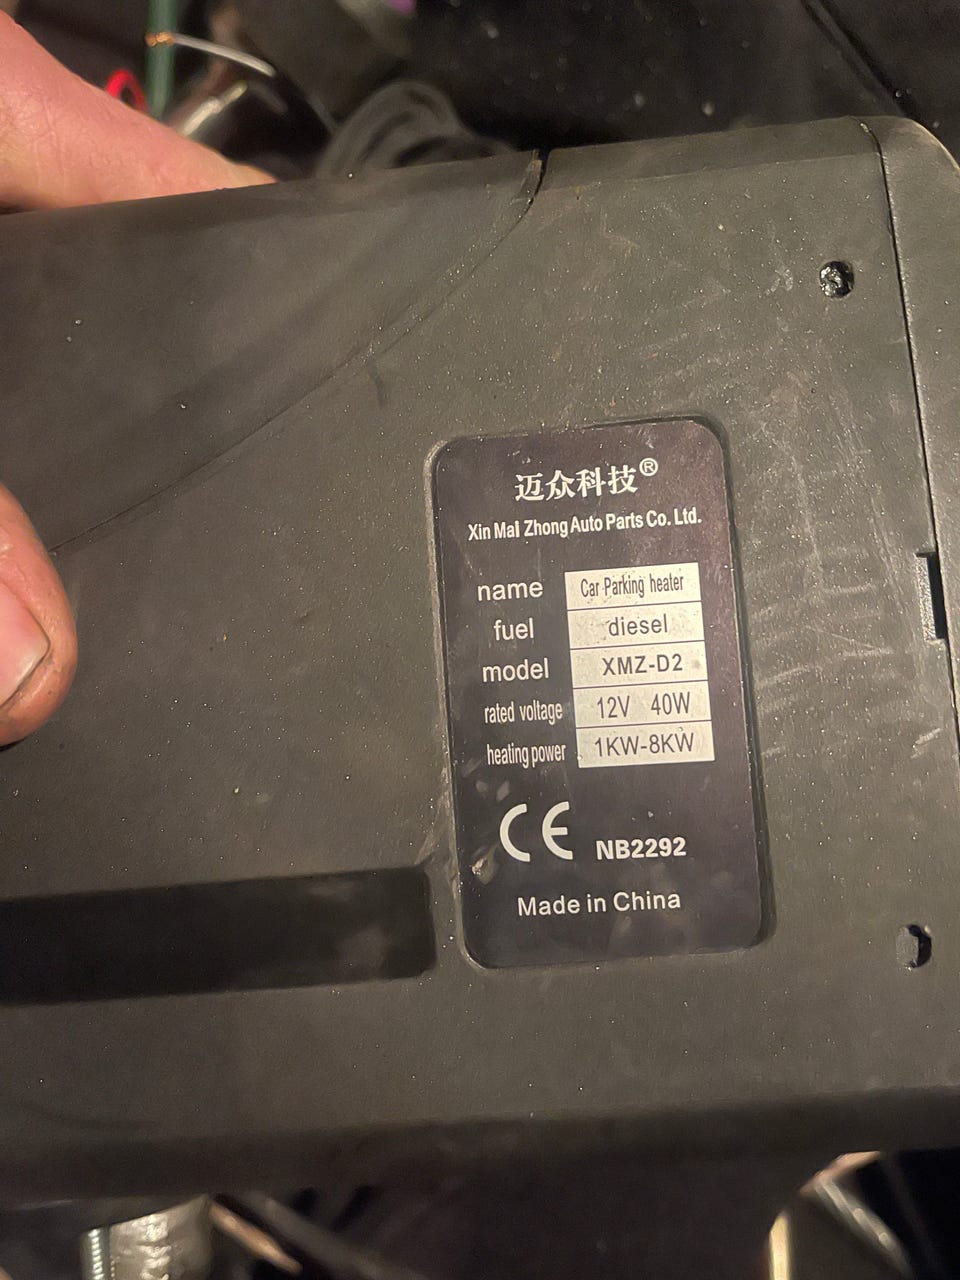 迈众科技®
Xin Mai Zhong Auto Parts Co. Ltd.
name Car Parking heater
fuel diesel
model XMZ-D2
rated voltage 12V 40W
heating power 1KW-8KW
CE NB2292
Made in China